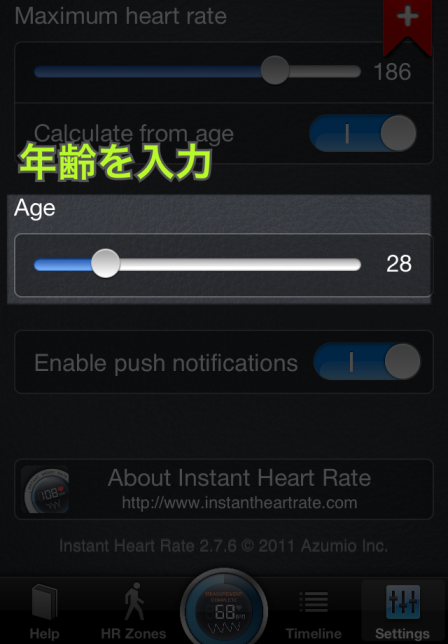 Maximum heart rate
186
Calculate from age
年齢を入力
Age
28
Enable push notifications
About Instant Heart Rate
http://www.instantheartrate.com
Instant Heart Rate 2.7.6 © 2011 Azumio Inc.
Help
HR Zones
68
Timeline
Settings